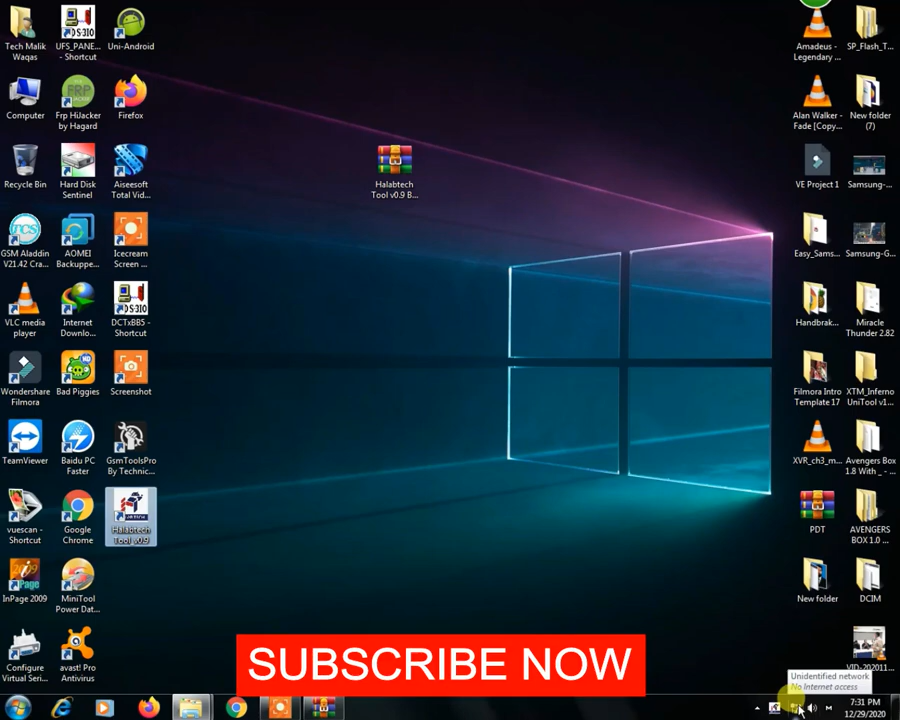 Tech Malik
Waqas
UFS_PANE...
- Shortcut
Uni-Android
Computer
Frp HiJacker
by Hagard
Firefox
Recycle Bin
Hard Disk
Sentinel
Aiseesoft
Total Vid...
GSM Aladdin
V21.42 Cra...
AOMEI
Backuppe...
Icecream
Screen ...
VLC media
player
Internet
Downlo...
DCTxBB5 -
Shortcut
Wondershare
Filmora
Bad Piggies
Screenshot
TeamViewer
Baidu PC
Faster
GsmToolsPro
By Technic...
vuescan -
Shortcut
Google
Chrome
Halabtech
Tool v0.9
InPage 2009
MiniTool
Power Dat...
Configure
Virtual Seri...
avast! Pro
Antivirus
Halabtech
Tool v0.9 B...
Amadeus -
Legendary ...
SP_Flash_T...
Alan Walker -
Fade [Copy...
New folder
(7)
VE Project 1
Samsung-...
Easy_Sams...
Samsung-G...
Handbrak...
Miracle
Thunder 2.82
Filmora Intro
Template 17
XTM_Inferno
UniTool v1...
XVR_ch3_m...
Avengers Box
1.8 With _ -...
PDT
AVENGERS
BOX 1.0 ...
New folder
DCIM
VID-202011...
SUBSCRIBE NOW
Unidentified network
No Internet access
7:31 PM
12/29/2020